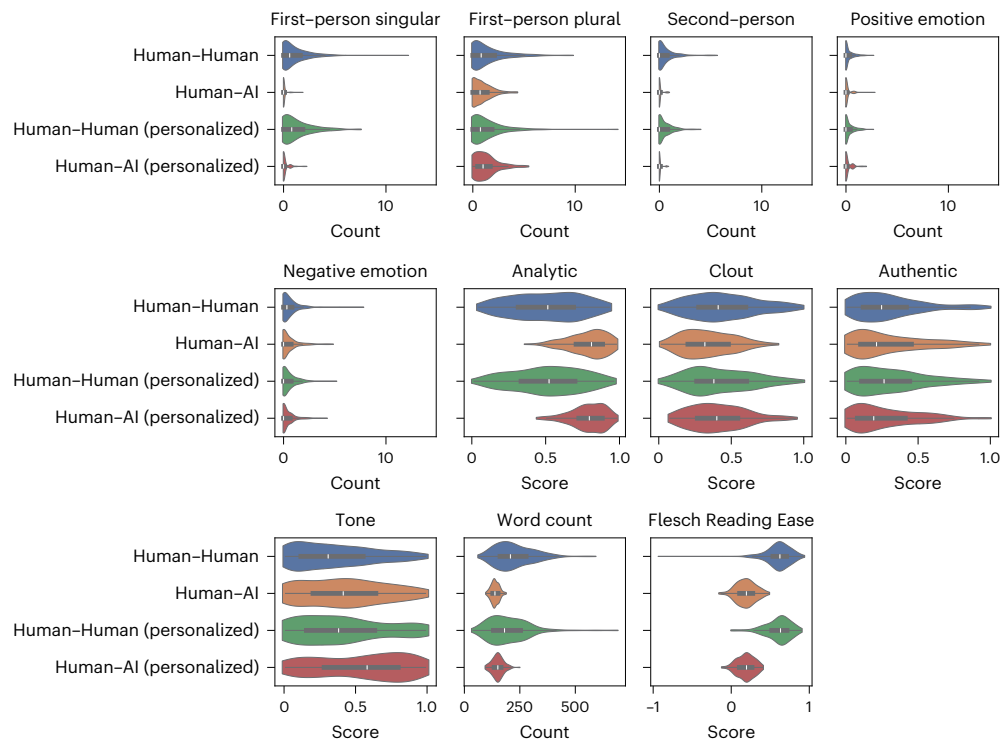 First–person singular
First–person plural
Second–person
Positive emotion
Human–Human
Human–AI
Human–Human (personalized)
Human–AI (personalized)
0 10
0 10
0 10
0 10
Count
Count
Count
Count
Negative emotion
Analytic
Clout
Authentic
Human–Human
Human–AI
Human–Human (personalized)
Human–AI (personalized)
0 10
0 0.5 1.0
0 0.5 1.0
0 0.5 1.0
Count
Score
Score
Score
Tone
Word count
Flesch Reading Ease
Human–Human
Human–AI
Human–Human (personalized)
Human–AI (personalized)
0 0.5 1.0
0 250 500
–1 0 1
Score
Count
Score